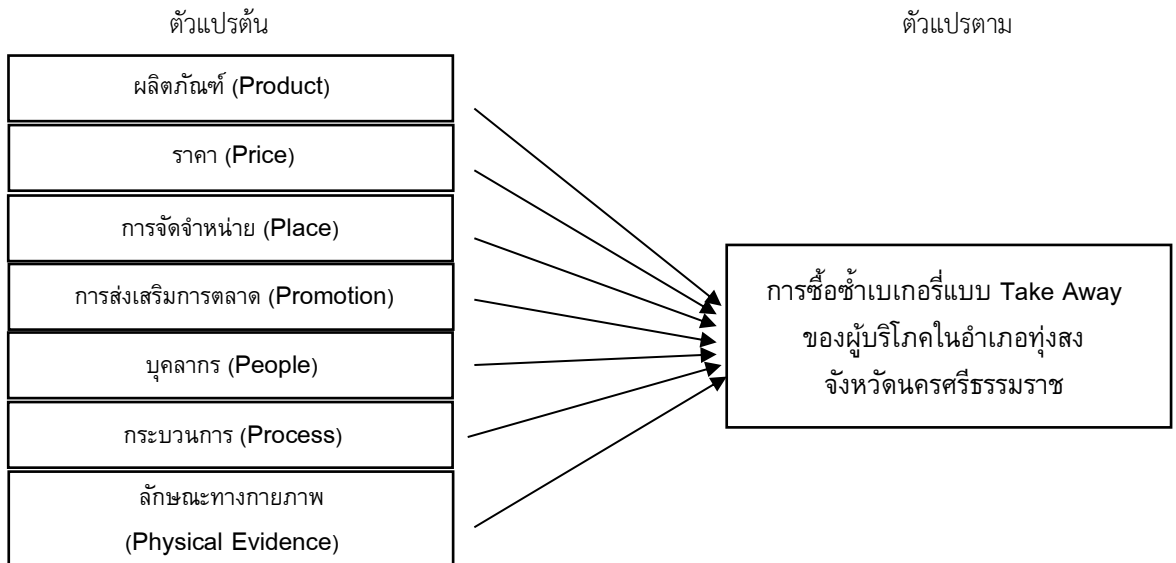 ตัวแปรต้น
ตัวแปรตาม
ผลิตภัณฑ์ (Product)
ราคา (Price)
การจัดจำหน่าย (Place)
การส่งเสริมการตลาด (Promotion)
บุคลากร (People)
กระบวนการ (Process)
ลักษณะทางกายภาพ
(Physical Evidence)
การซื้อซ้ำเบเกอรี่แบบ Take Away
ของผู้บริโภคในอำเภอทุ่งสง
จังหวัดนครศรีธรรมราช